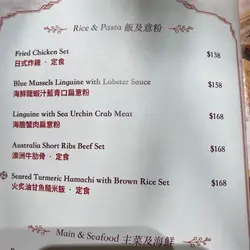 Rice & Pasta 飯及意粉
Fried Chicken Set $138
日式炸雞 · 定食
Blue Mussels Linguine with Lobster Sauce $158
海鮮龍蝦汁藍青口扁意粉
Linguine with Sea Urchin Crab Meat $168
海膽蟹肉扁意粉
Australia Short Ribs Beef Set $168
澳洲牛肋骨 · 定食
Seared Turmeric Hamachi with Brown Rice Set $168
火炙油甘魚糙米飯 · 定食
Main & Seafood 主菜及海鮮